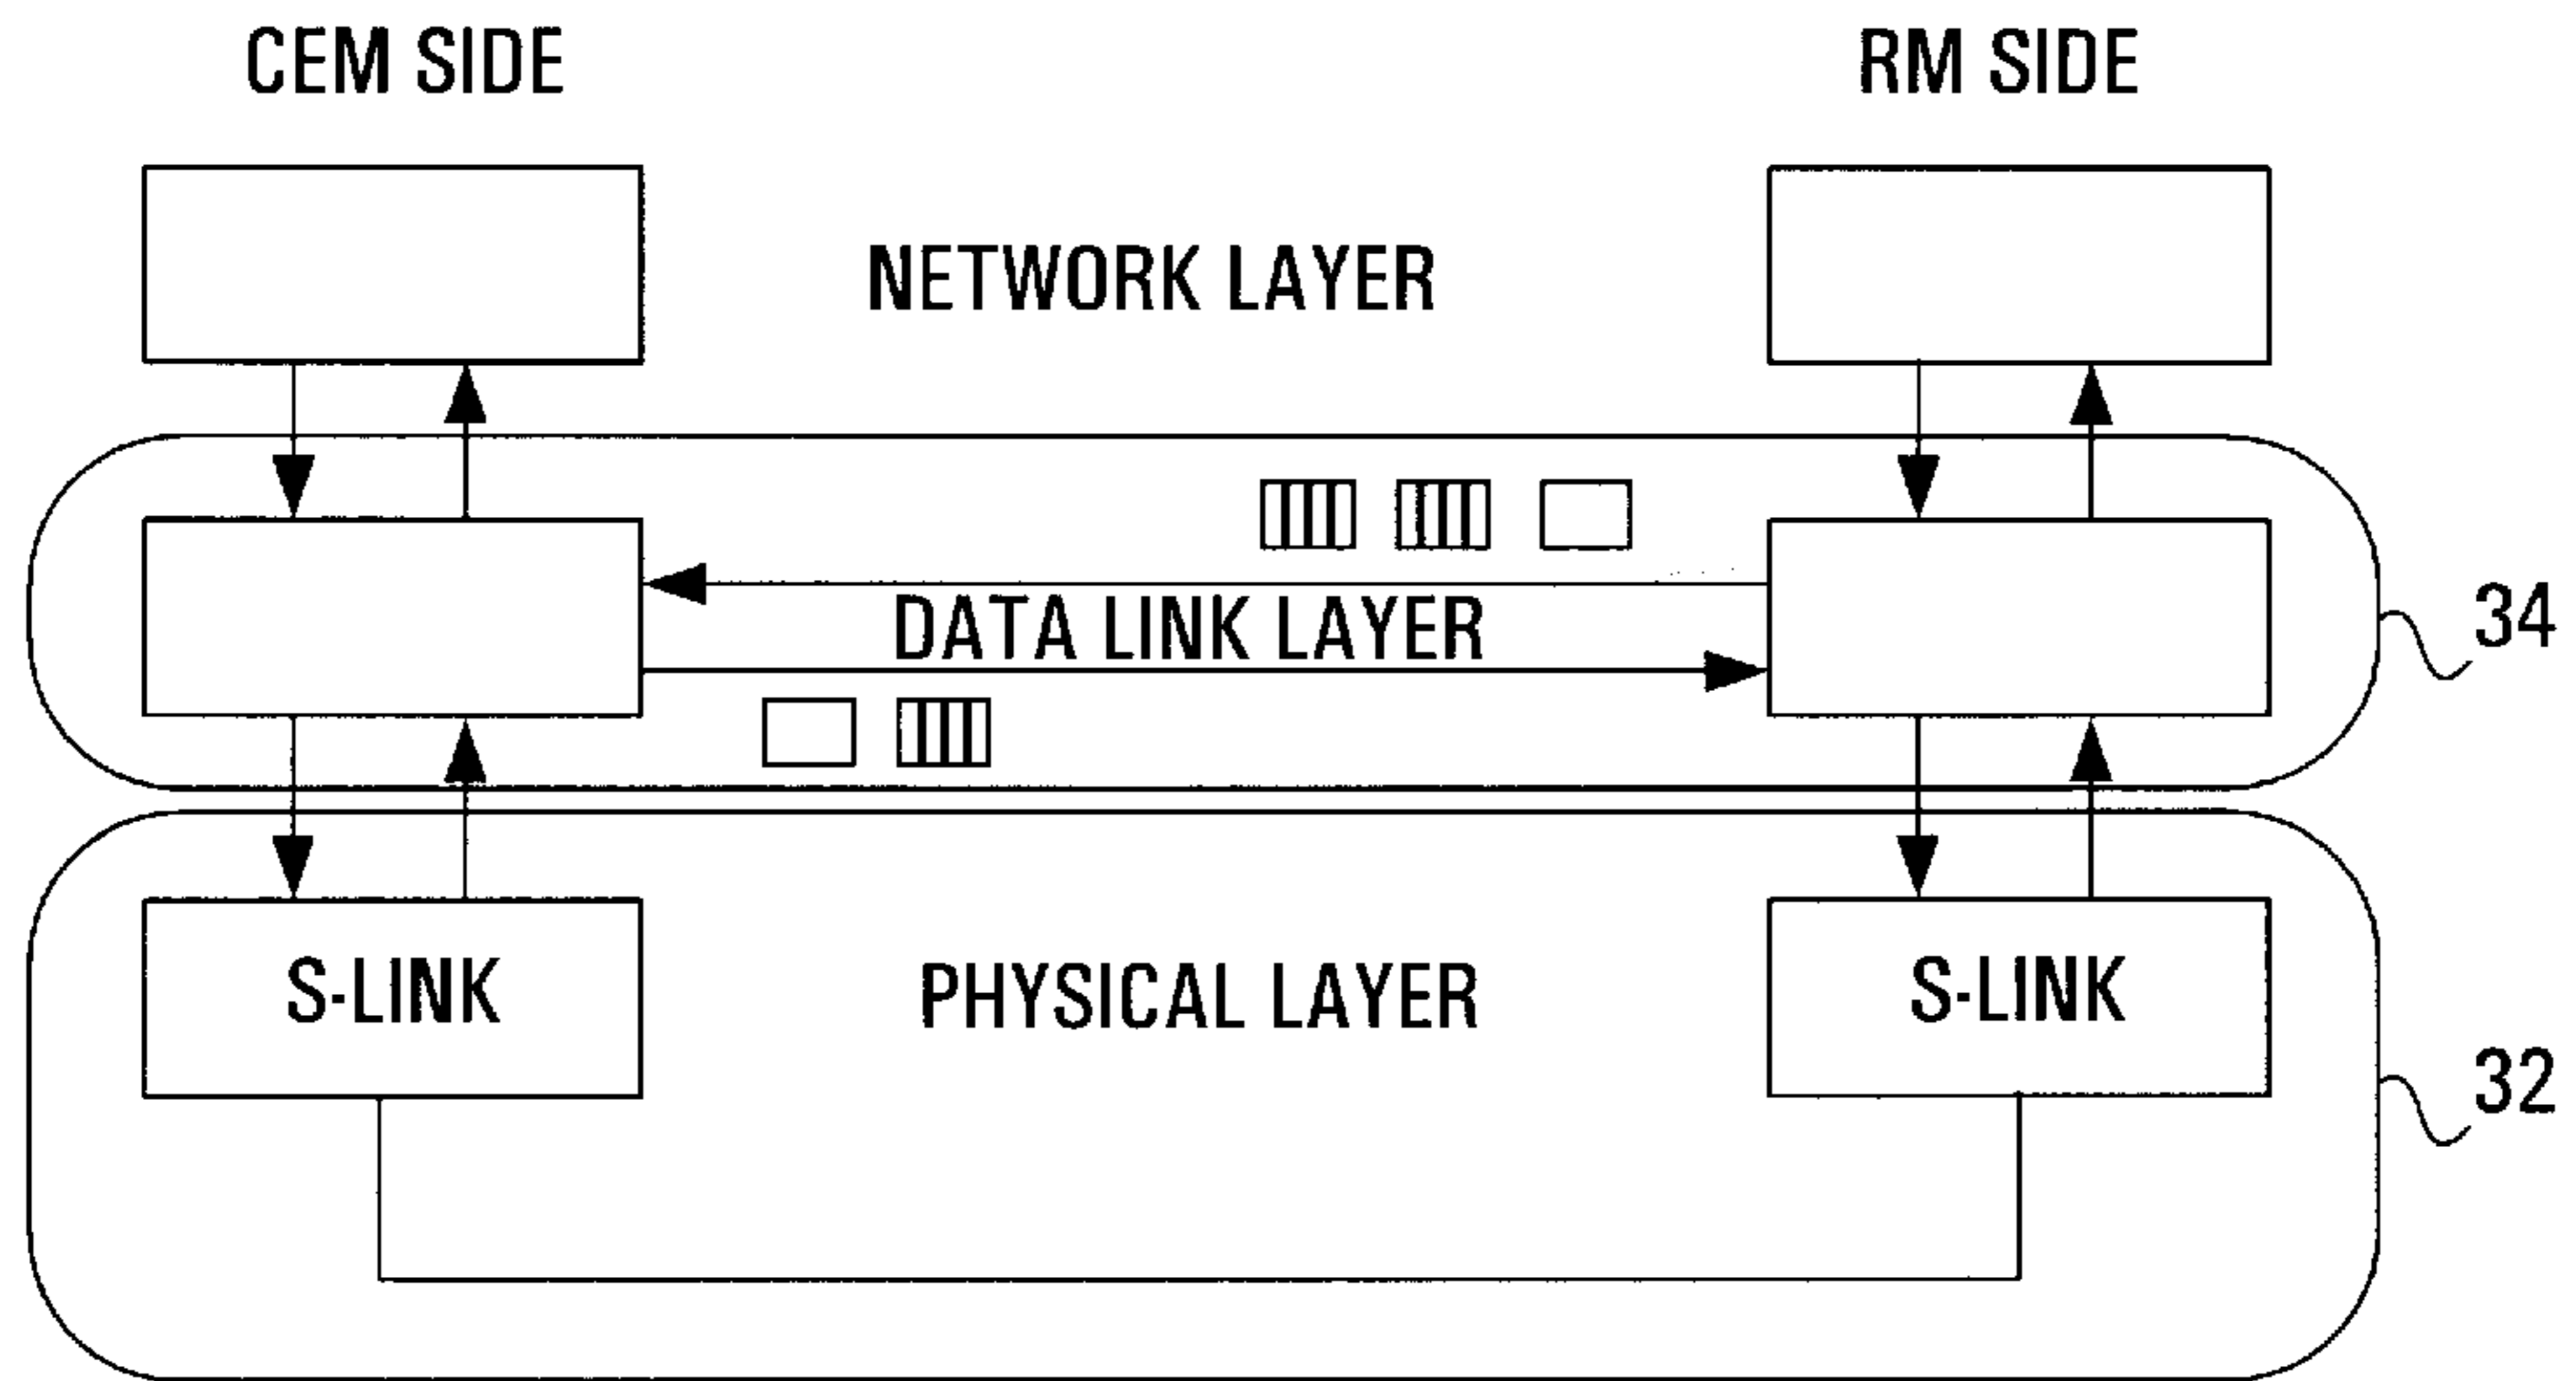 CEM SIDE
RM SIDE
NETWORK LAYER
DATA LINK LAYER
34
S-LINK
PHYSICAL LAYER
S-LINK
32